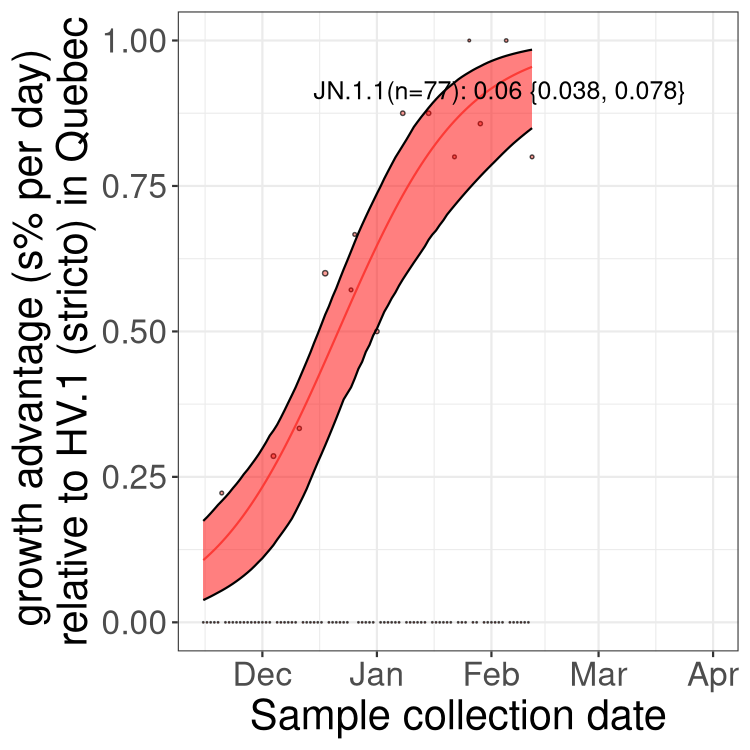 growth advantage (s% per day)
relative to HV.1 (stricto) in Quebec
1.00
0.75
0.50
0.25
0.00
JN.1.1(n=77): 0.06 {0.038, 0.078}
Dec Jan Feb Mar Apr
Sample collection date